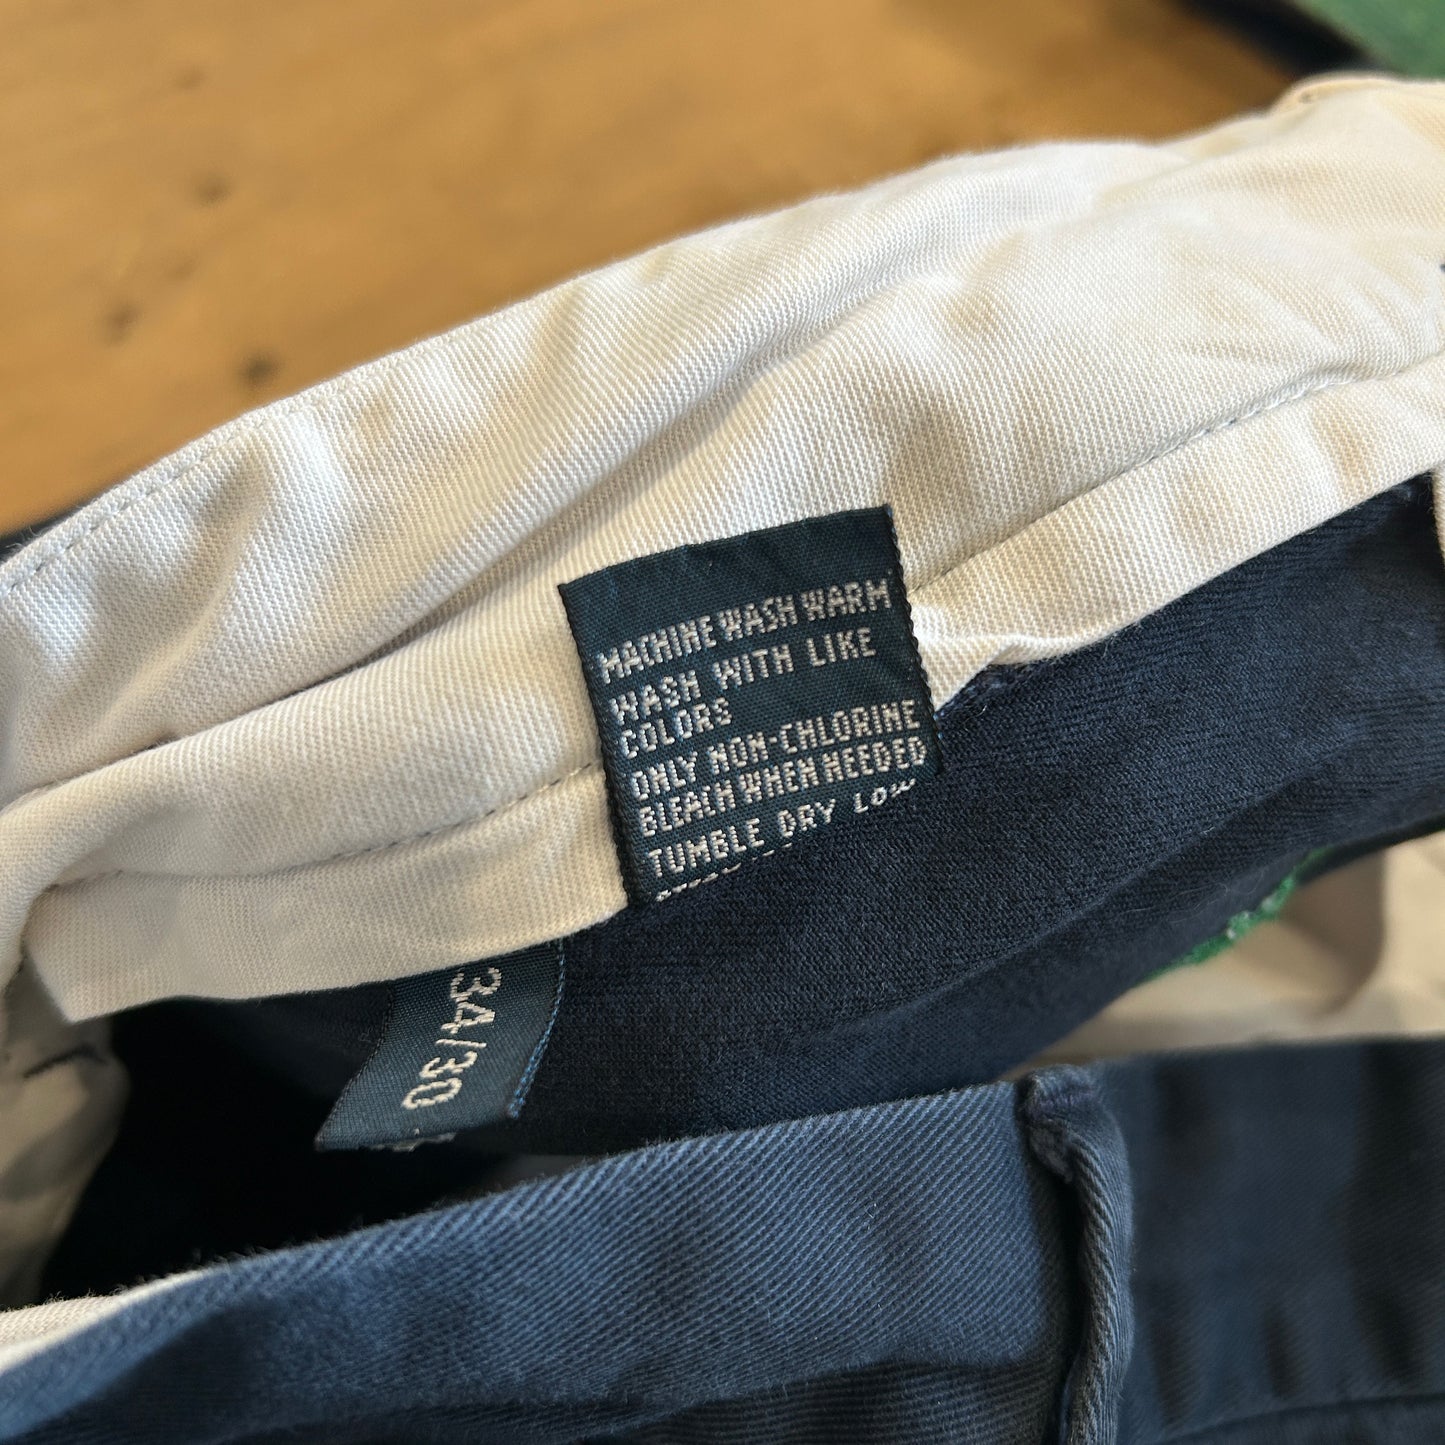 MACHINE WASH WARM
WASH WITH LIKE
COLORS
ONLY NON-CHLORINE
BLEACH WHEN NEEDED
TUMBLE DRY LOW
34/30